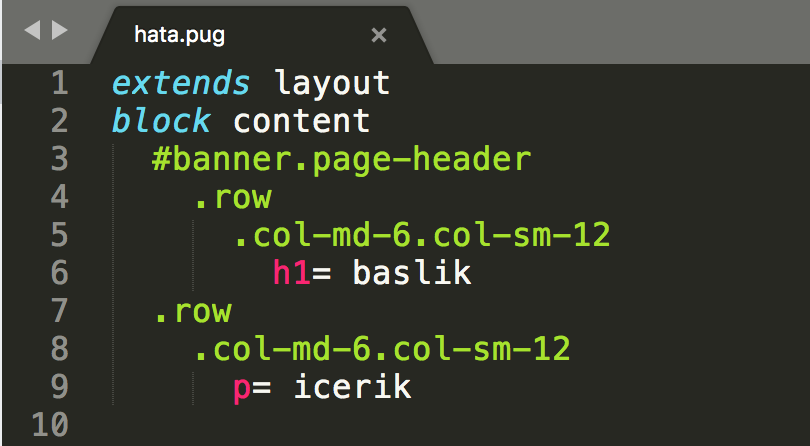 hata.pug
1 extends layout
2 block content
3 #banner.page-header
4 .row
5 .col-md-6.col-sm-12
6 h1= baslik
7 .row
8 .col-md-6.col-sm-12
9 p= icerik
10